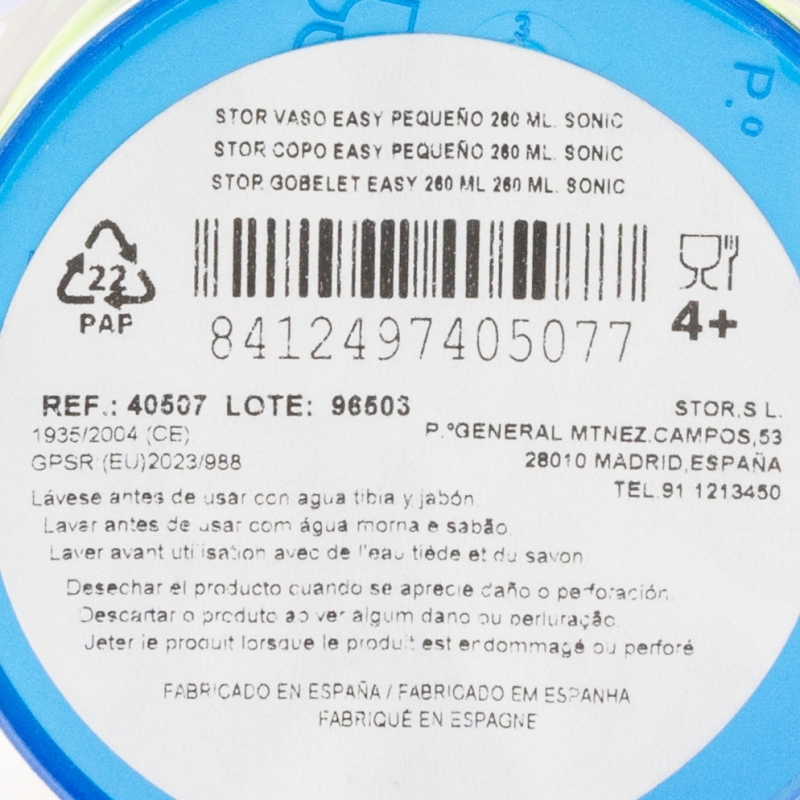 P.º
STOR VASO EASY PEQUEÑO 260 ML. SONIC
STOR COPO EASY PEQUEÑO 260 ML. SONIC
STOR GOBELET EASY 260 ML 260 ML. SONIC
22
PAP
8412497405077
4+
REF.: 40507 LOTE: 96503
1935/2004 (CE)
GPSR (EU)2023/988
STOR,S L.
P.ºGENERAL MTNEZ.CAMPOS,53
28010 MADRID,ESPAÑA
TEL.91 1213450
Lávese antes de usar con agua tibia y jabón
Lavar antes de usar com água morna e sabão
Laver avant utilisation avec de l'eau tiède et du savon
Desechar el producto cuando se aprecie daño o perforación
Descartar o produto ao ver algum dano ou perfuração
Jeter le produit lorsque le produit est endommagé ou perforé
FABRICADO EN ESPAÑA / FABRICADO EM ESPANHA
FABRIQUÉ EN ESPAGNE